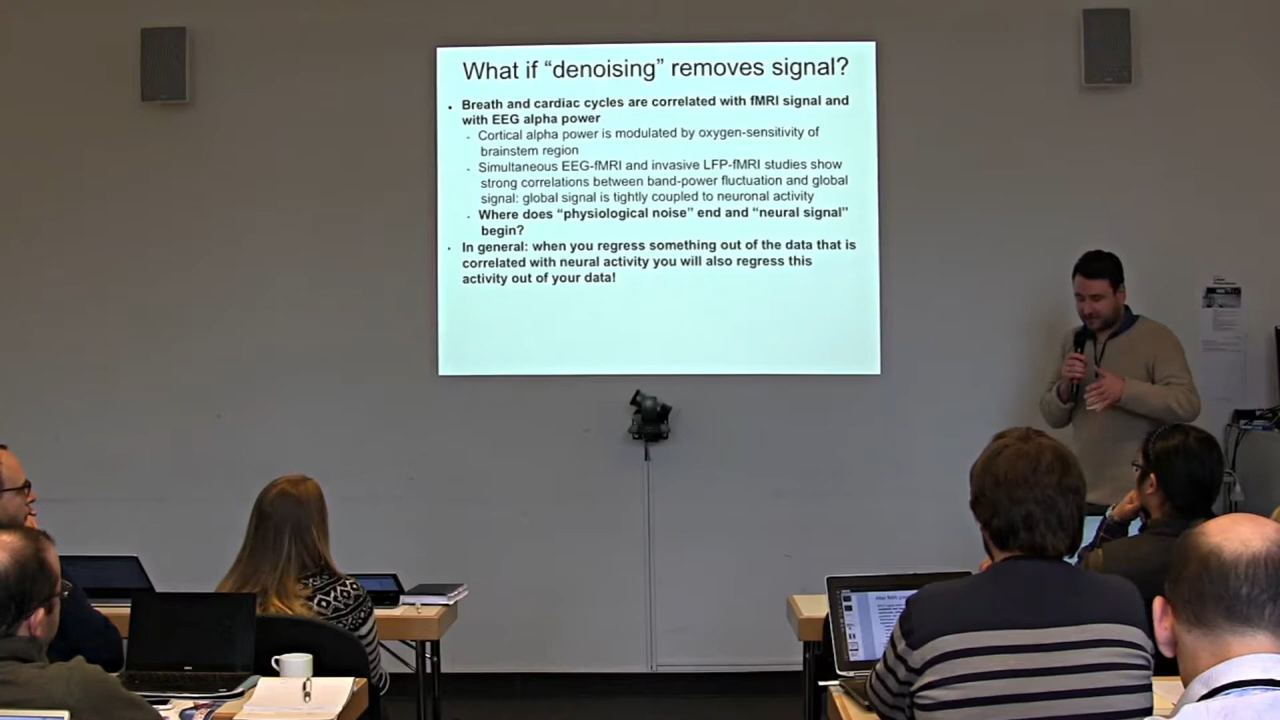 What if “denoising” removes signal?
• Breath and cardiac cycles are correlated with fMRI signal and
with EEG alpha power
- Cortical alpha power is modulated by oxygen-sensitivity of
brainstem region
- Simultaneous EEG-fMRI and invasive LFP-fMRI studies show
strong correlations between band-power fluctuation and global
signal: global signal is tightly coupled to neuronal activity
- Where does “physiological noise” end and “neural signal”
begin?
• In general: when you regress something out of the data that is
correlated with neural activity you will also regress this
activity out of your data!